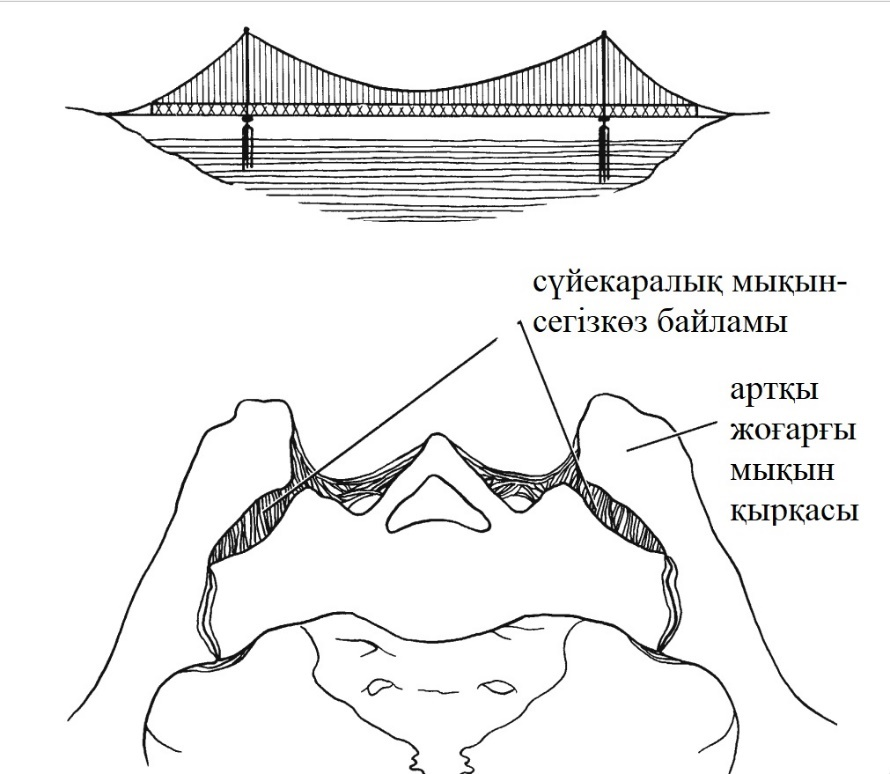 сүйекаралық мықын-
сегізкөз байламы
артқы
жоғарғы
мықын
қырқасы